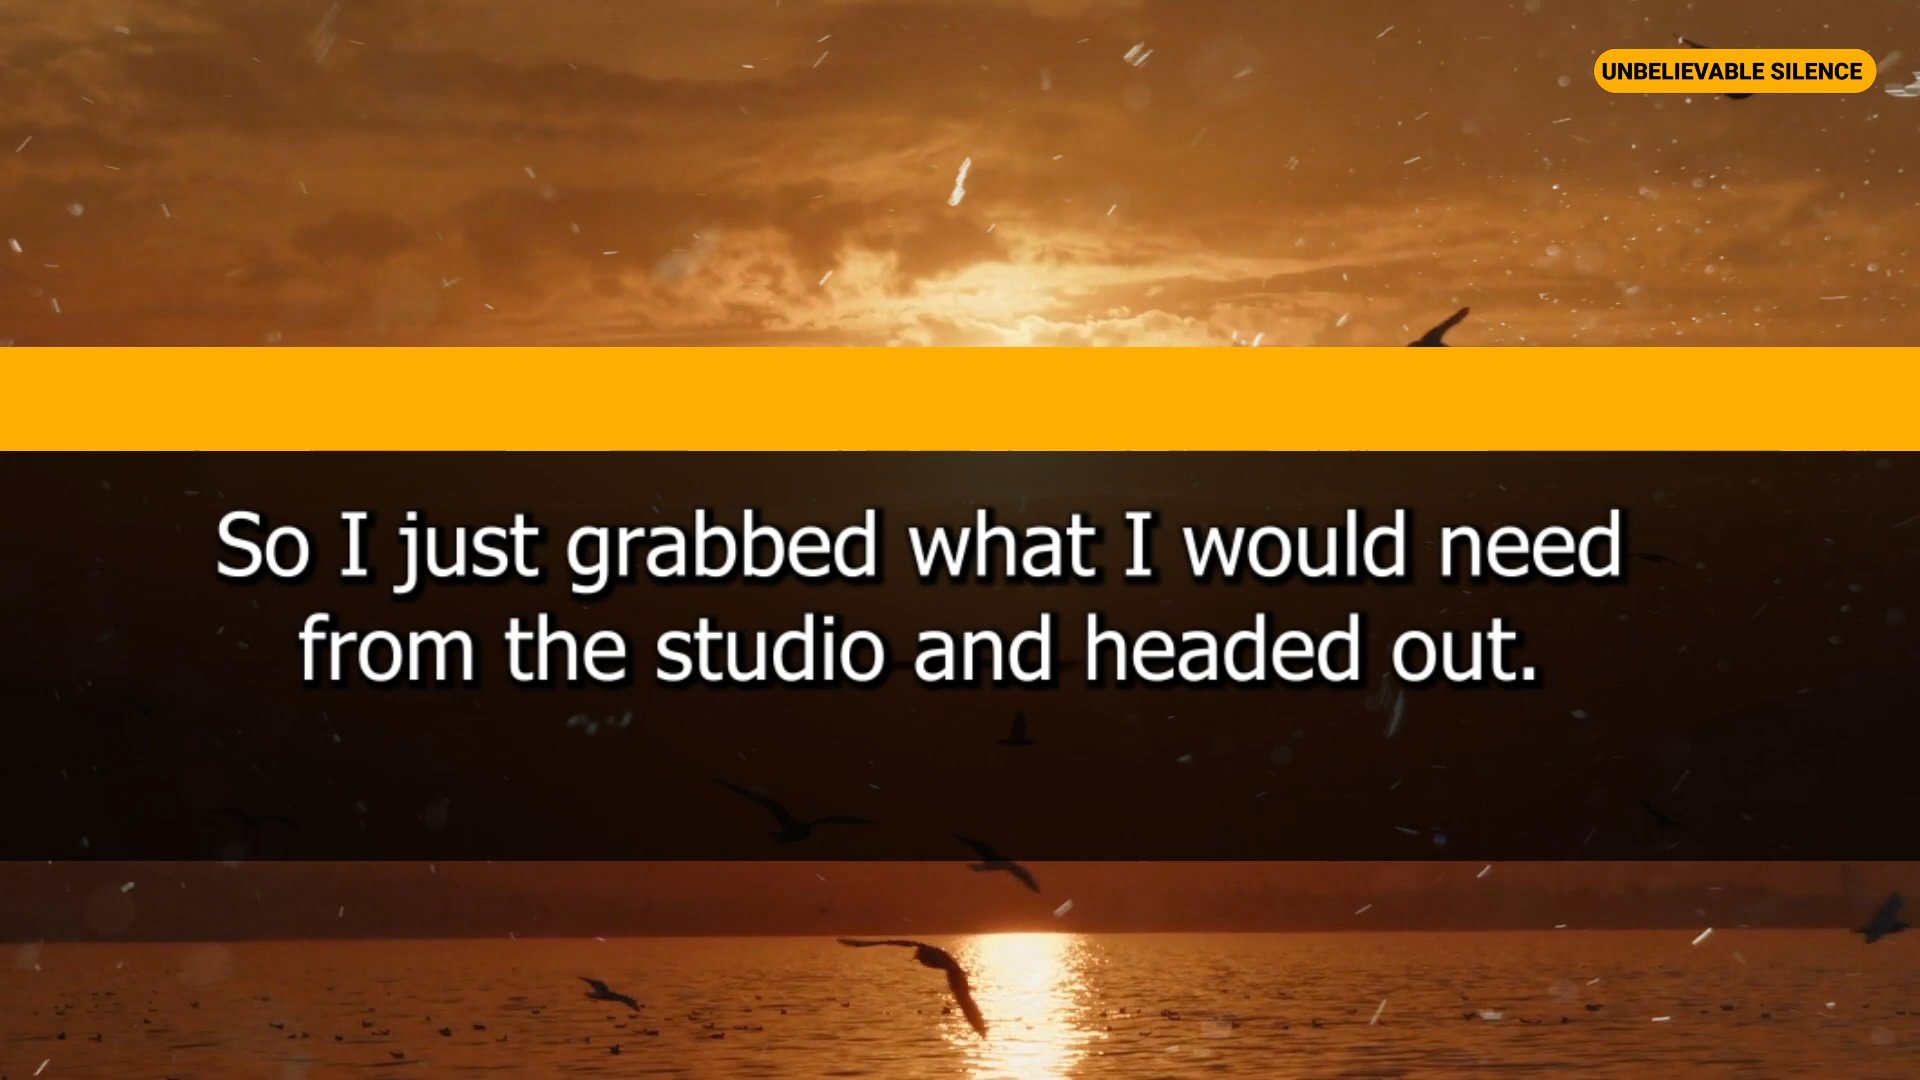 UNBELIEVABLE SILENCE
So I just grabbed what I would need
from the studio and headed out.